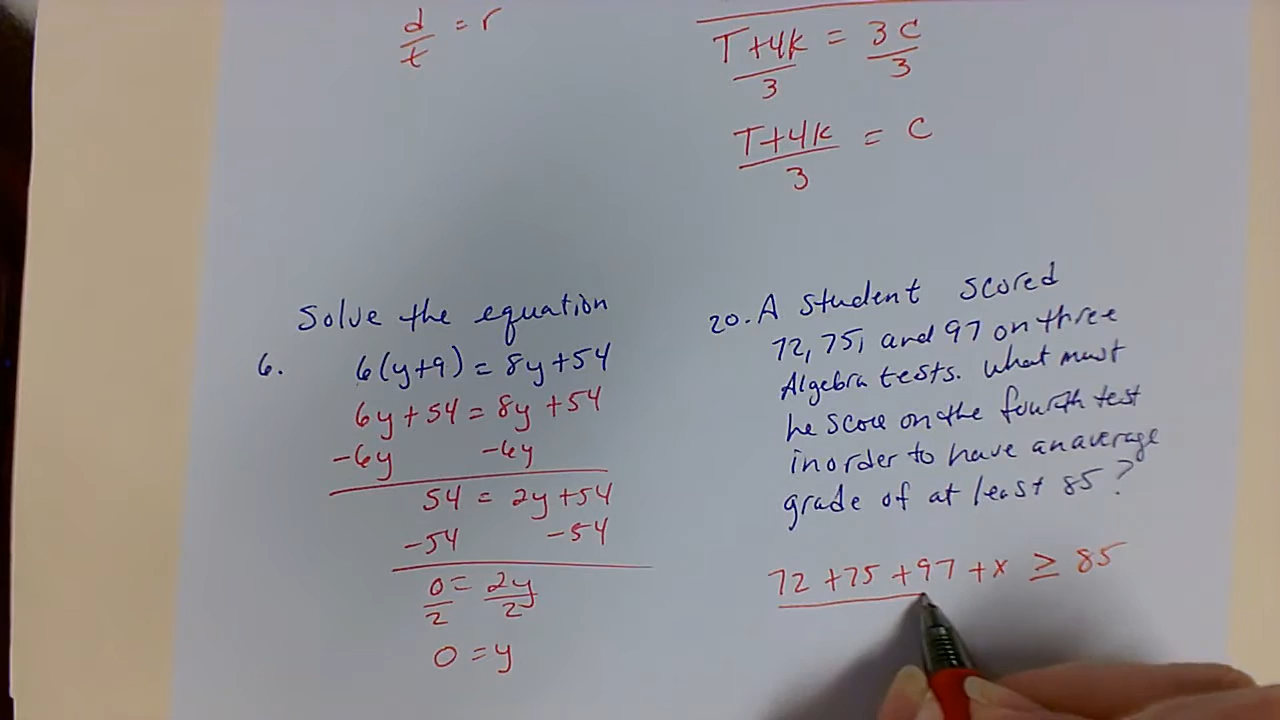 d
— = r
t
T+4k = 3C
3 3
T+4k = C
3
Solve the equation
6. 6(y+9) = 8y+54
6y+54 = 8y+54
-6y -6y
54 = 2y+54
-54 -54
0 = 2y
2 2
0 = y
20. A student scored
72, 75, and 97 on three
Algebra tests. What must
he score on the fourth test
in order to have an average
grade of at least 85?
72 +75 +97 +x ≥ 85